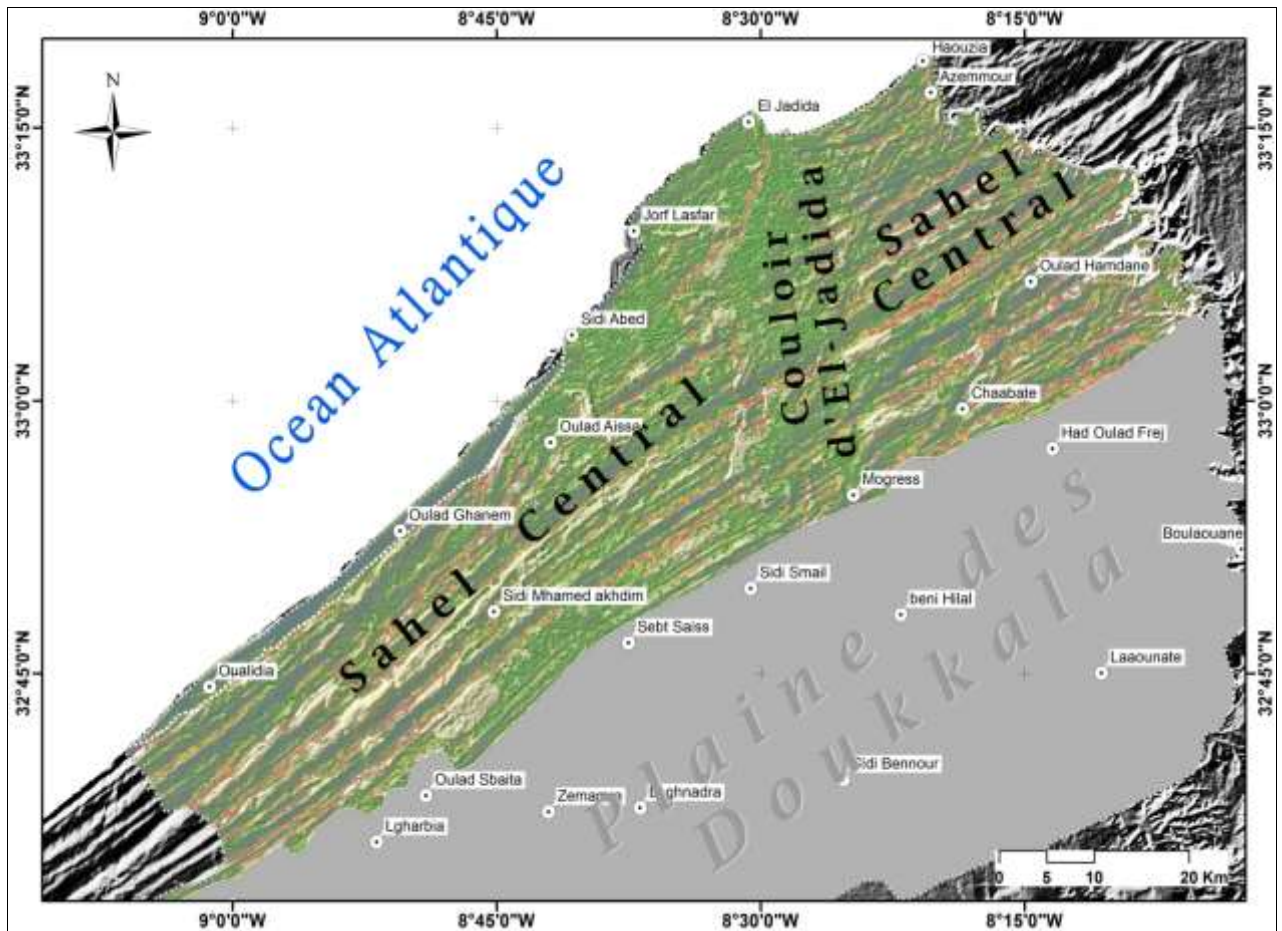 9°0'0"W 8°45'0"W 8°30'0"W 8°15'0"W
N
Haouzia
Azemmour
El Jadida
33°15'0"N 33°15'0"N
Sahel
Central
Couloir
d'El-Jadida
Ocean Atlantique
Jorf Lasfar
Oulad Hamdane
Sidi Abed
33°0'0"N 33°0'0"N
Chaabate
Oulad Aissa
Had Oulad Frej
Sahel Central
Mogress
Oulad Ghanem
Boulaouane
Plaine des
Doukkala
Sidi Smail
Sidi Mhamed akhdim
beni Hilal
Sebt Saiss
Oualidia
32°45'0"N 32°45'0"N
Laaounate
Sidi Bennour
Oulad Sbaita
Lgharbia
0 5 10 20 Km
9°0'0"W 8°45'0"W 8°30'0"W 8°15'0"W